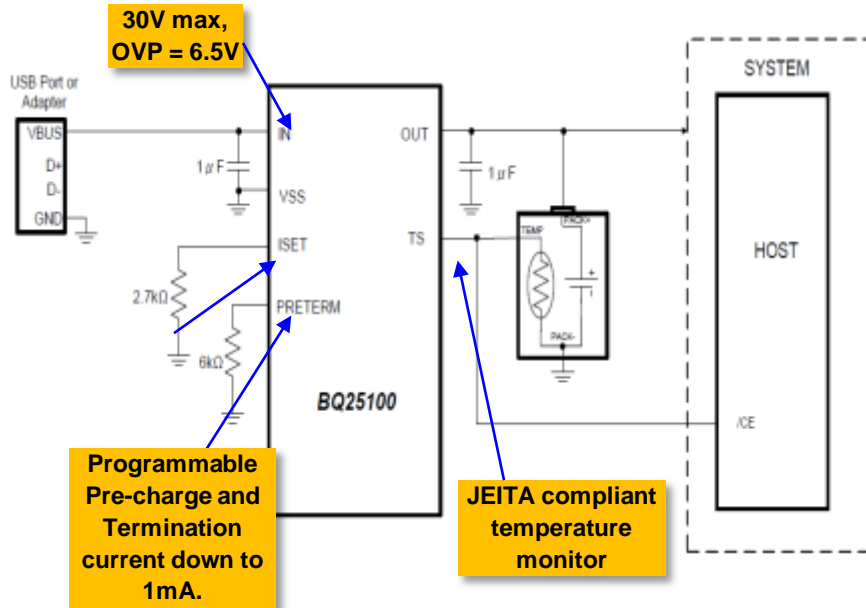 30V max,
OVP = 6.5V
USB Port or
Adapter
VBUS
D+
D-
GND
1μF
IN
VSS
ISET
PRETERM
2.7kΩ
6kΩ
BQ25100
OUT
TS
1μF
TEMP
PACK+
+
PACK-
SYSTEM
HOST
/CE
Programmable
Pre-charge and
Termination
current down to
1mA.
JEITA compliant
temperature
monitor